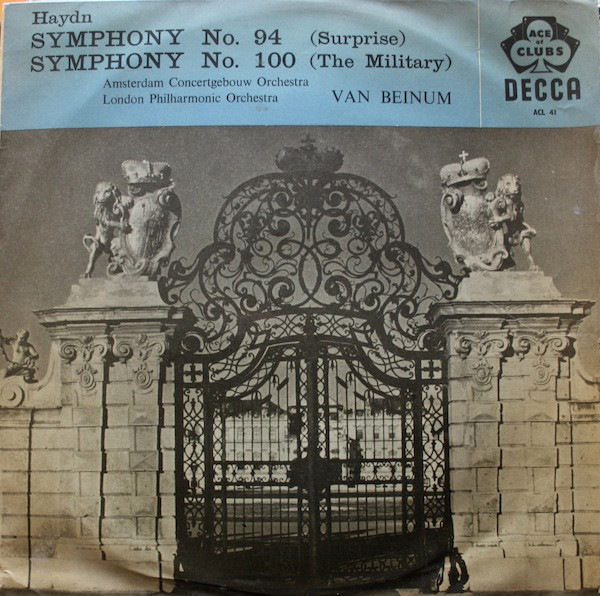 Haydn
SYMPHONY No. 94 (Surprise)
SYMPHONY No. 100 (The Military)
Amsterdam Concertgebouw Orchestra
London Philharmonic Orchestra VAN BEINUM
ACE of CLUBS
DECCA
ACL 41